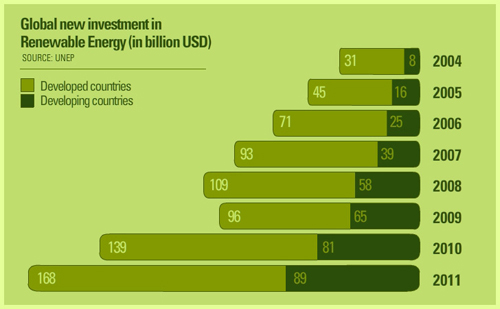 Global new investment in
Renewable Energy (in billion USD)
SOURCE: UNEP
Developed countries
Developing countries
31 8 2004
45 16 2005
71 25 2006
93 39 2007
109 58 2008
96 65 2009
139 81 2010
168 89 2011